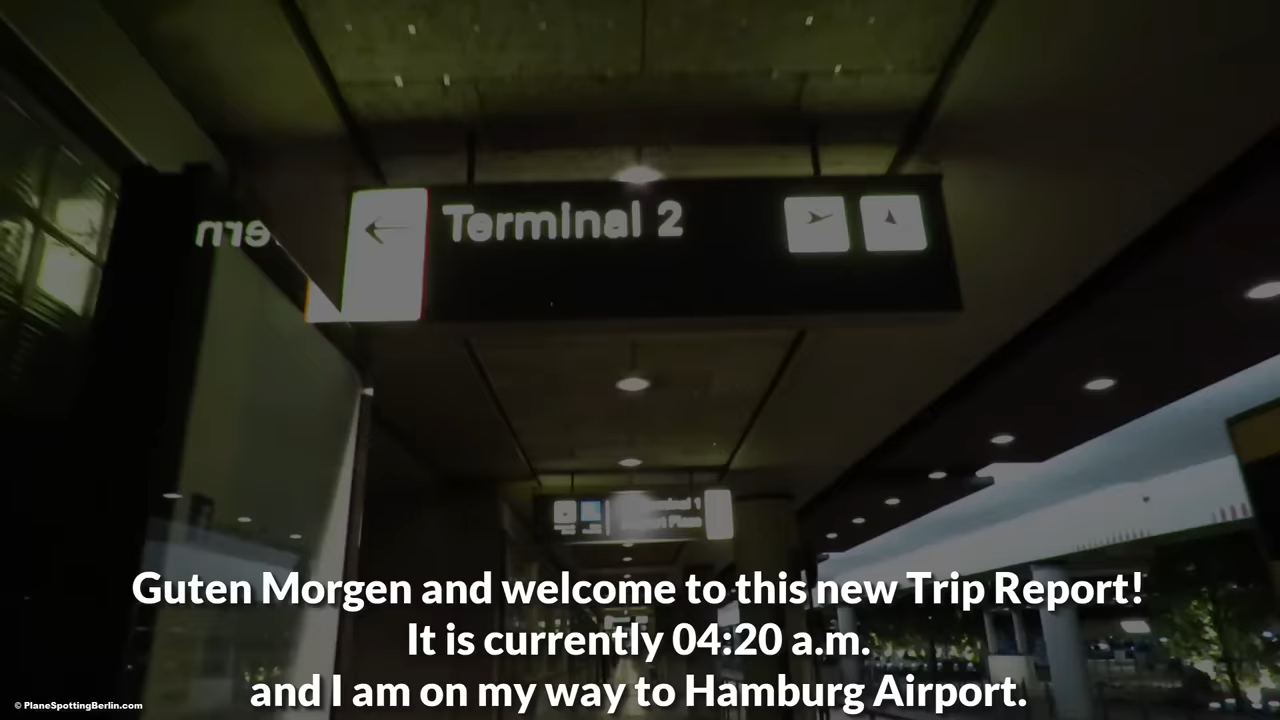 ern
Terminal 2
Guten Morgen and welcome to this new Trip Report!
It is currently 04:20 a.m.
and I am on my way to Hamburg Airport.
© PlaneSpottingBerlin.com